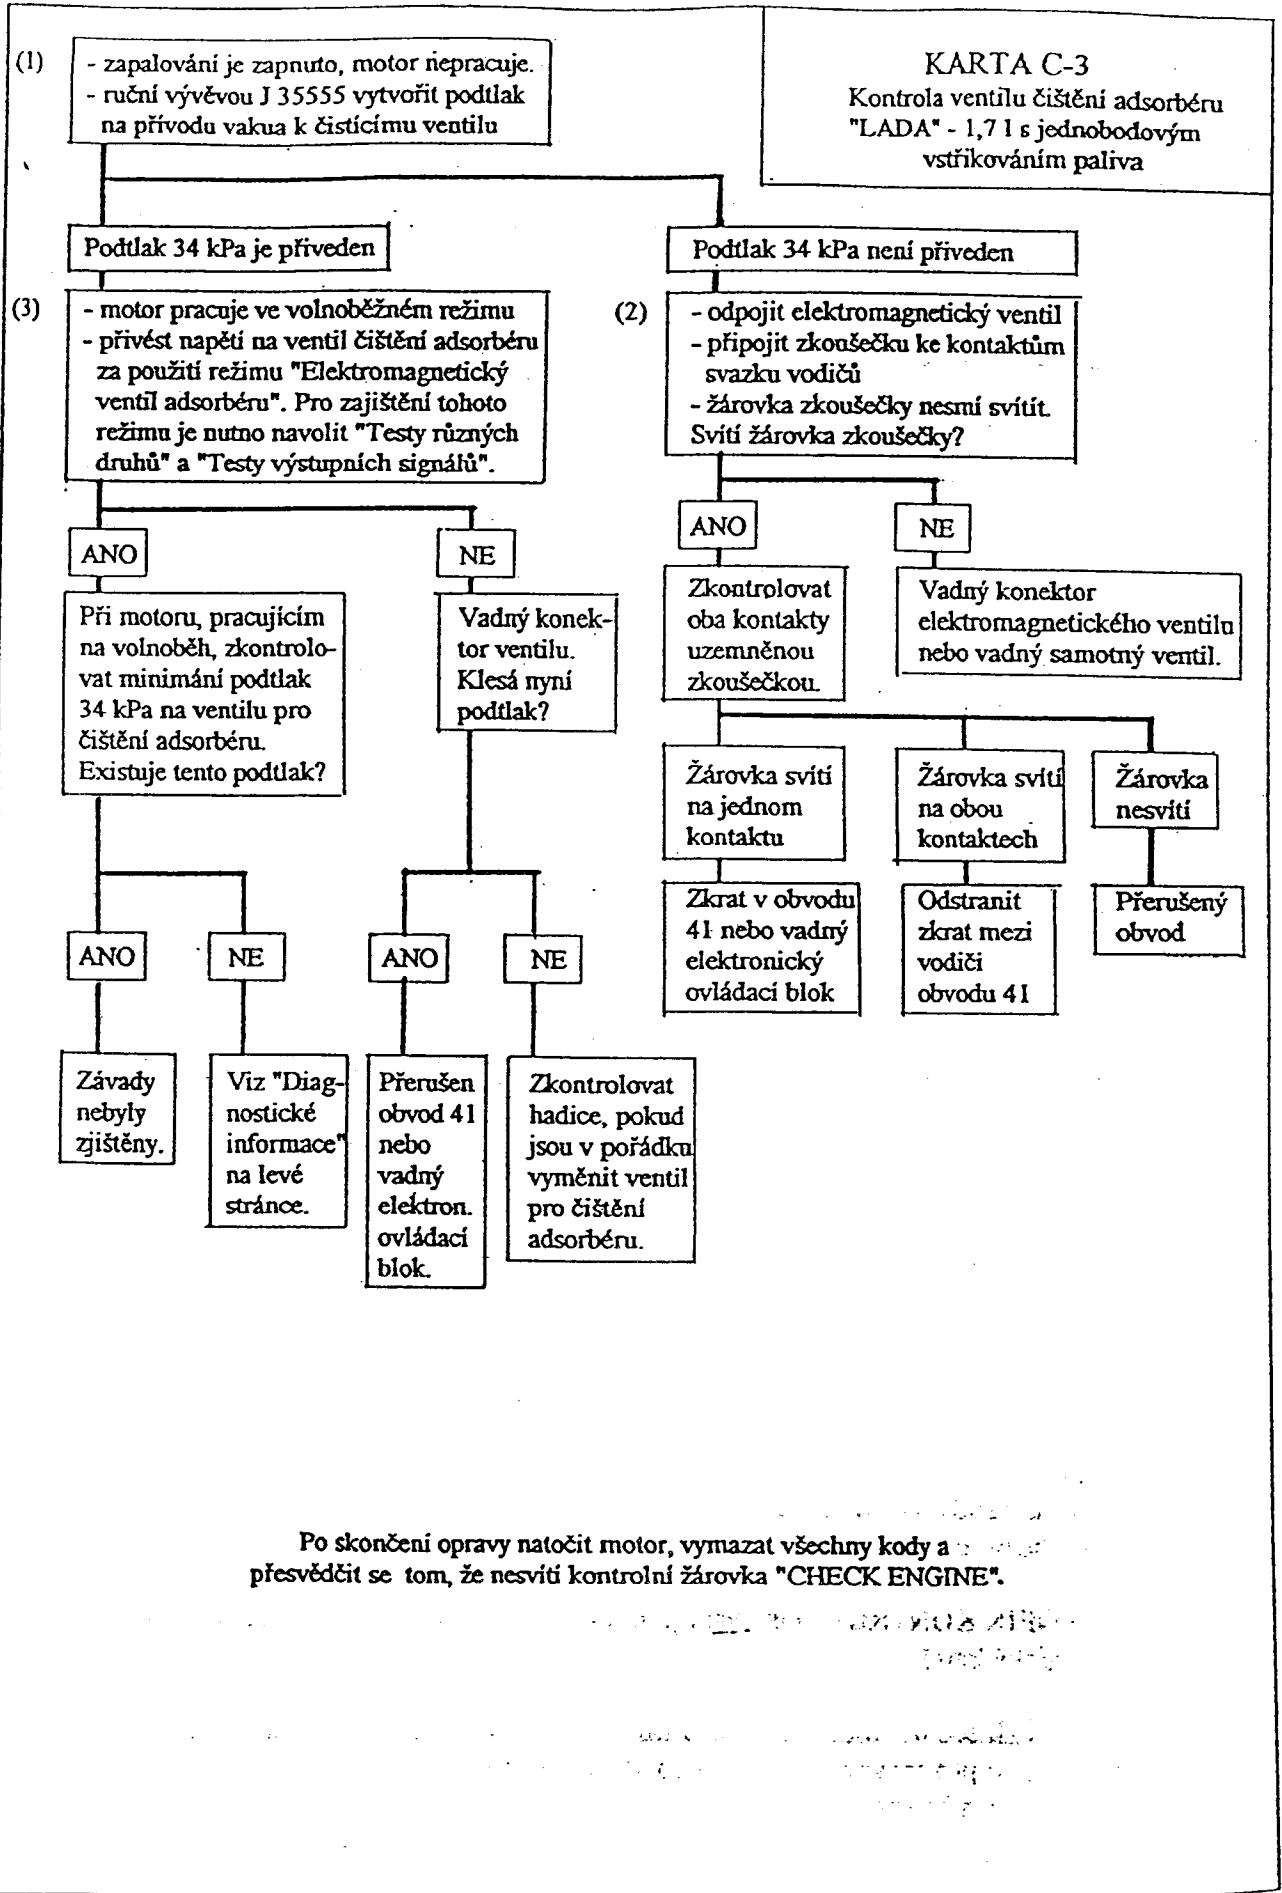 KARTA C-3
Kontrola ventilu čištění adsorbéru
"LADA" - 1,7 l s jednobodovým
vstřikováním paliva
(1)
- zapalování je zapnuto, motor nepracuje.
- ruční vývěvou J 35555 vytvořit podtlak
na přívodu vakua k čistícímu ventilu
Podtlak 34 kPa je přiveden
Podtlak 34 kPa není přiveden
(3)
- motor pracuje ve volnoběžném režimu
- přivést napětí na ventil čištění adsorbéru
za použití režimu "Elektromagnetický
ventil adsorbéru". Pro zajištění tohoto
režimu je nutno navolit "Testy různých
druhů" a "Testy výstupních signálů".
(2)
- odpojit elektromagnetický ventil
- připojit zkoušečku ke kontaktům
svazku vodičů
- žárovka zkoušečky nesmí svítit.
Svítí žárovka zkoušečky?
ANO
NE
ANO
NE
Při motoru, pracujícím
na volnoběh, zkontrolo-
vat minimání podtlak
34 kPa na ventilu pro
čištění adsorbéru.
Existuje tento podtlak?
Vadný konek-
tor ventilu.
Klesá nyní
podtlak?
Zkontrolovat
oba kontakty
uzemněnou
zkoušečkou.
Vadný konektor
elektromagnetického ventilu
nebo vadný samotný ventil.
Žárovka svítí
na jednom
kontaktu
Žárovka svítí
na obou
kontaktech
Žárovka
nesvítí
Zkrat v obvodu
41 nebo vadný
elektronický
ovládací blok
Odstranit
zkrat mezi
vodiči
obvodu 41
Přerušený
obvod
ANO
NE
ANO
NE
Závady
nebyly
zjištěny.
Viz "Diag-
nostické
informace"
na levé
stránce.
Přerušen
obvod 41
nebo
vadný
elektron.
ovládací
blok.
Zkontrolovat
hadice, pokud
jsou v pořádku
vyměnit ventil
pro čištění
adsorbéru.
Po skončení opravy natočit motor, vymazat všechny kody a
přesvědčit se tom, že nesvítí kontrolní žárovka "CHECK ENGINE".